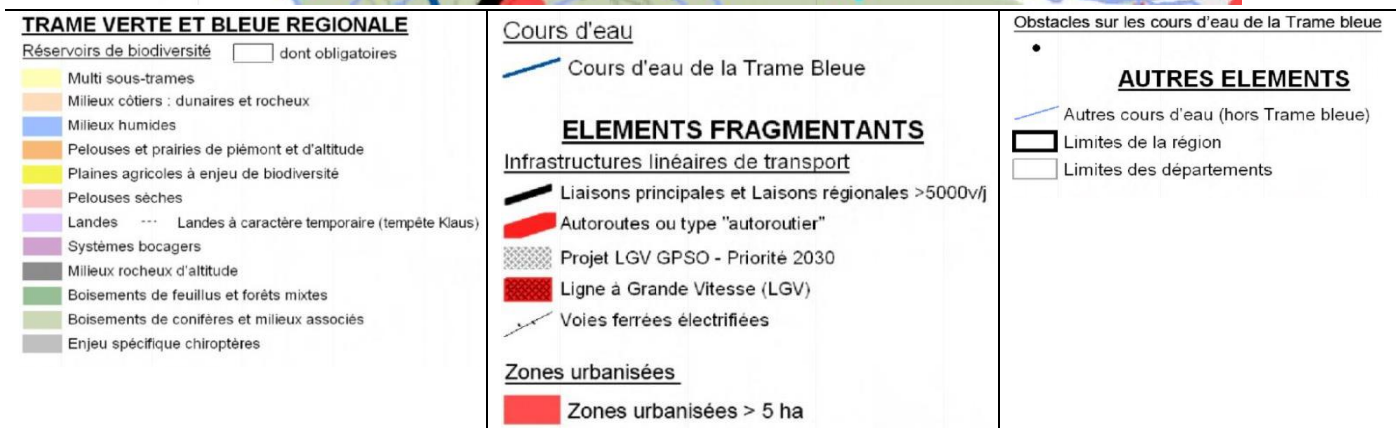 TRAME VERTE ET BLEUE REGIONALE
Réservoirs de biodiversité dont obligatoires
Multi sous-trames
Milieux côtiers : dunaires et rocheux
Milieux humides
Pelouses et prairies de piémont et d'altitude
Plaines agricoles à enjeu de biodiversité
Pelouses sèches
Landes --- Landes à caractère temporaire (tempête Klaus)
Systèmes bocagers
Milieux rocheux d'altitude
Boisements de feuillus et forêts mixtes
Boisements de conifères et milieux associés
Enjeu spécifique chiroptères
Cours d'eau
Cours d'eau de la Trame Bleue
ELEMENTS FRAGMENTANTS
Infrastructures linéaires de transport
Liaisons principales et Laisons régionales >5000v/j
Autoroutes ou type "autoroutier"
Projet LGV GPSO - Priorité 2030
Ligne à Grande Vitesse (LGV)
Voies ferrées électrifiées
Zones urbanisées
Zones urbanisées > 5 ha
Obstacles sur les cours d'eau de la Trame bleue
AUTRES ELEMENTS
Autres cours d'eau (hors Trame bleue)
Limites de la région
Limites des départements